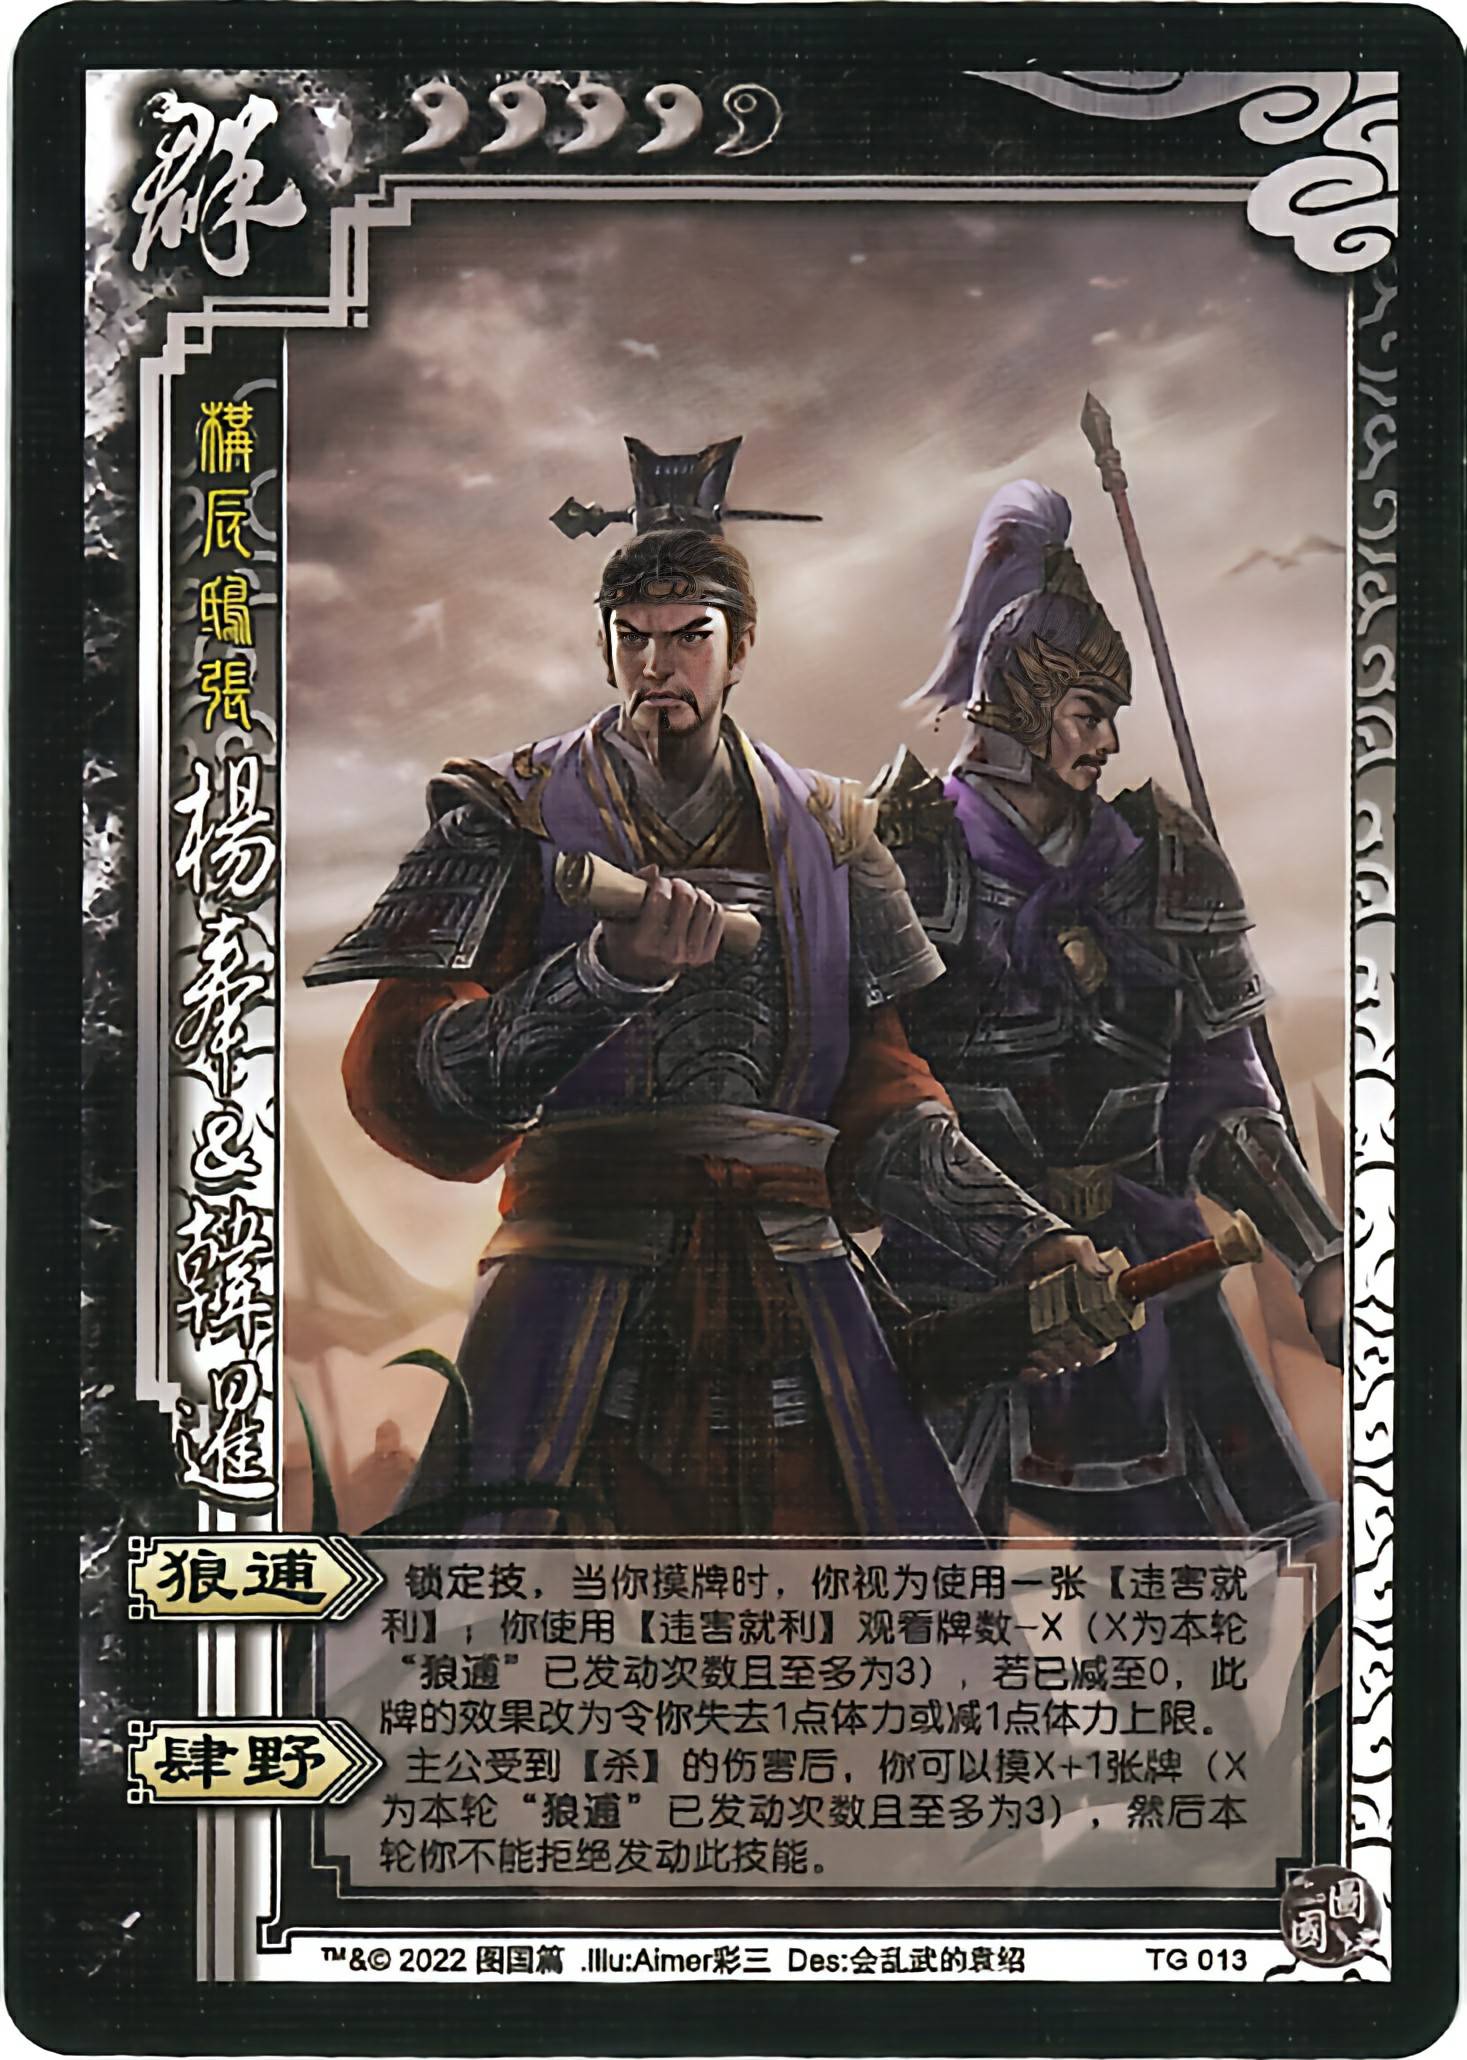 群
構辰鴟張
楊奉&韓暹
狼逋
锁定技，当你摸牌时，你视为使用一张【违害就
利】；你使用【违害就利】观看牌数-X（X为本轮
“狼逋”已发动次数且至多为3），若已减至0，此
牌的效果改为令你失去1点体力或减1点体力上限。
肆野
主公受到【杀】的伤害后，你可以摸X+1张牌（X
为本轮“狼逋”已发动次数且至多为3），然后本
轮你不能拒绝发动此技能。
™&© 2022 图国篇 .Illu:Aimer彩三 Des:会乱武的袁绍
TG 013